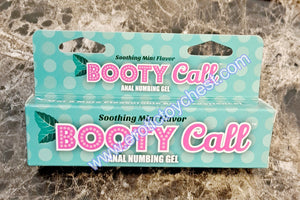 Soothing Mint Flavor
BOOTY Call
ANAL NUMBING GEL
Soothing Mint Flavor
BOOTY Call
ANAL NUMBING GEL